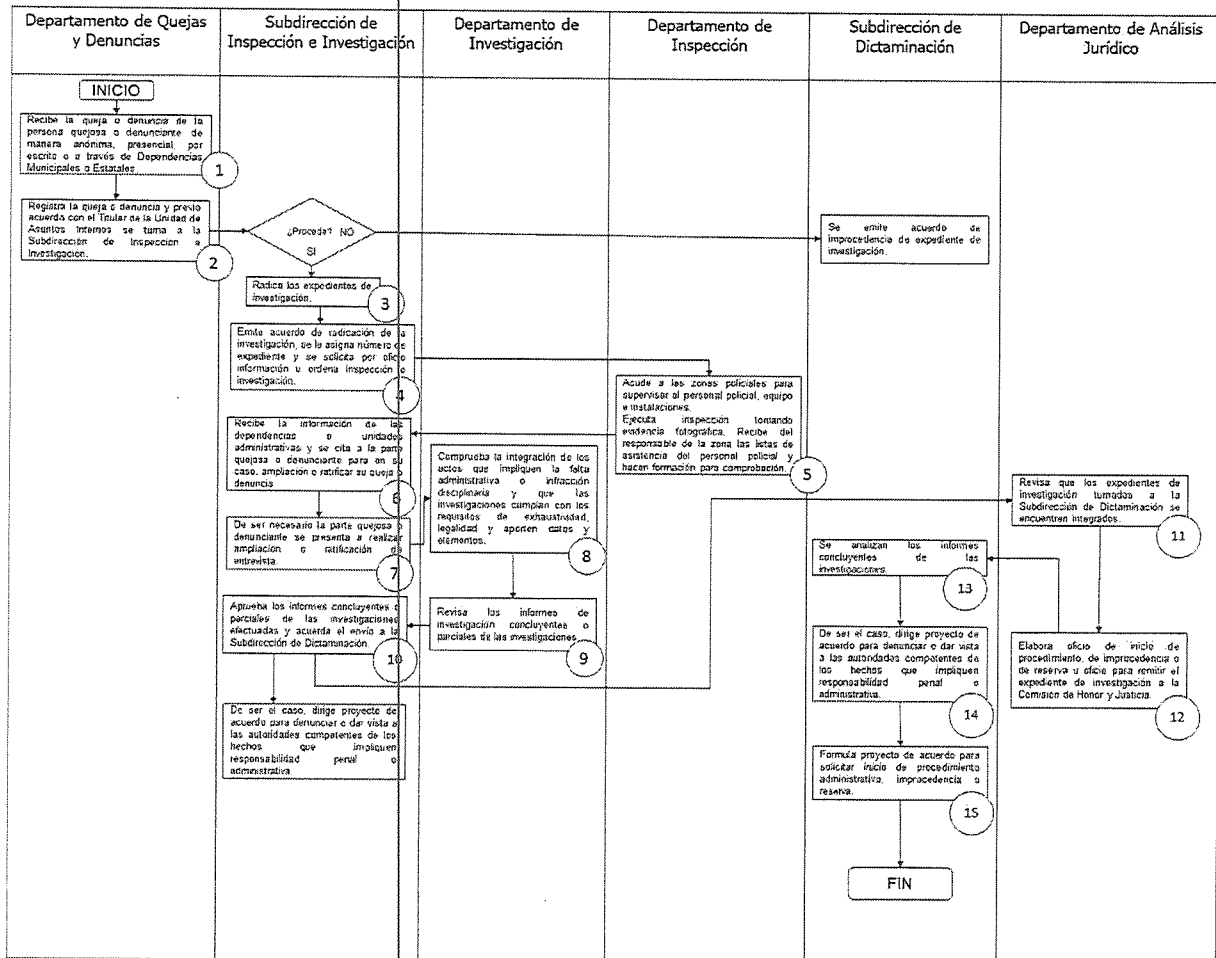 Departamento de Quejas
y Denuncias
Subdirección de
Inspección e Investigación
Departamento de
Investigación
Departamento de
Inspección
Subdirección de
Dictaminación
Departamento de Análisis
Jurídico
INICIO
Recibe la queja o denuncia de la
persona quejosa o denunciante de
manera anónima, presencial, por
escrito o a través de Dependencias
Municipales o Estatales.
1
Registra la queja o denuncia y previo
acuerdo con el Titular de la Unidad de
Asuntos Internos se turna a la
Subdirección de Inspección e
Investigación.
2
¿Procede? NO
SI
Se emite acuerdo de
improcedencia de expediente de
investigación.
Radica los expedientes de
investigación.
3
Emite acuerdo de radicación de la
investigación, se le asigna número de
expediente y se solicita por oficio
información u ordena inspección o
investigación.
4
Acude a las zonas policiales para
supervisar al personal policial, equipo
e instalaciones.
Ejecuta inspección tomando
evidencia fotográfica. Recibe del
responsable de la zona las listas de
asistencia del personal policial y
hacen formación para comprobación.
5
Recibe la información de las
dependencias o unidades
administrativas y se cita a la parte
quejosa o denunciante para en su
caso, ampliación o ratificar su queja o
denuncia
6
De ser necesario la parte quejosa o
denunciante se presenta a realizar
ampliación o ratificación de
entrevista.
7
Comprueba la integración de los
actos que impliquen la falta
administrativa o infracción
disciplinaria y que las
investigaciones cumplan con los
requisitos de exhaustividad,
legalidad y aporten datos y
elementos.
8
Revisa los informes de
investigación concluyentes o
parciales de las investigaciones.
9
Aprueba los informes concluyentes o
parciales de las investigaciones
efectuadas y acuerda el envío a la
Subdirección de Dictaminación.
10
De ser el caso, dirige proyecto de
acuerdo para denunciar o dar vista a
las autoridades competentes de los
hechos que impliquen
responsabilidad penal o
administrativa.
Revisa que los expedientes de
investigación turnados a la
Subdirección de Dictaminación se
encuentren integrados.
11
Elabora oficio de inicio de
procedimiento, de improcedencia o
de reserva u oficio para remitir el
expediente de investigación a la
Comisión de Honor y Justicia.
12
Se analizan los informes
concluyentes de las
investigaciones.
13
De ser el caso, dirige proyecto de
acuerdo para denunciar o dar vista
a las autoridades competentes de
los hechos que impliquen
responsabilidad penal o
administrativa.
14
Formula proyecto de acuerdo para
solicitar inicio de procedimiento
administrativo, improcedencia o
reserva.
15
FIN